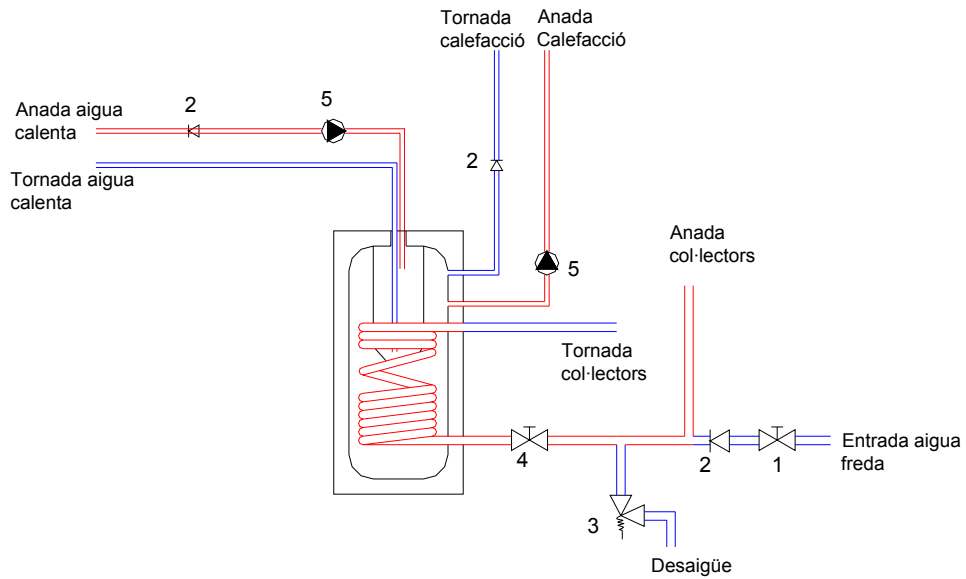 Tornada
calefacció
Anada
Calefacció
Anada aigua
calenta
2
5
2
Tornada aigua
calenta
Anada
col·lectors
5
Tornada
col·lectors
4
2
1
Entrada aigua
freda
3
Desaigüe